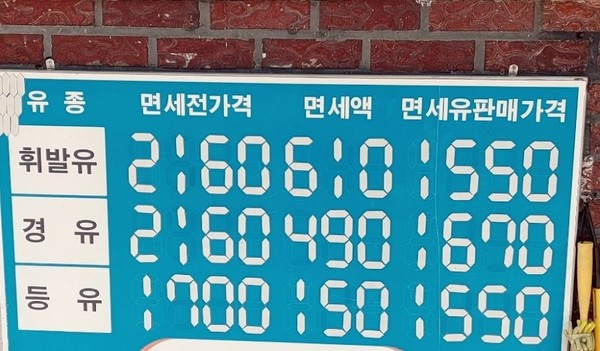 유 종 면세전가격 면세액 면세유판매가격
휘발유 2160 610 1550
경 유 2160 490 1670
등 유 1700 150 1550